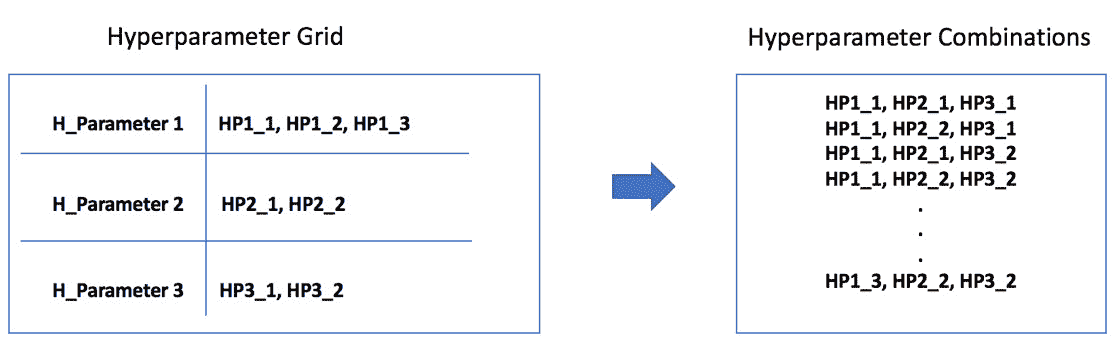 Hyperparameter Grid
H_Parameter 1 HP1_1, HP1_2, HP1_3
H_Parameter 2 HP2_1, HP2_2
H_Parameter 3 HP3_1, HP3_2
Hyperparameter Combinations
HP1_1, HP2_1, HP3_1
HP1_1, HP2_2, HP3_1
HP1_1, HP2_1, HP3_2
HP1_1, HP2_2, HP3_2
.
.
.
HP1_3, HP2_2, HP3_2